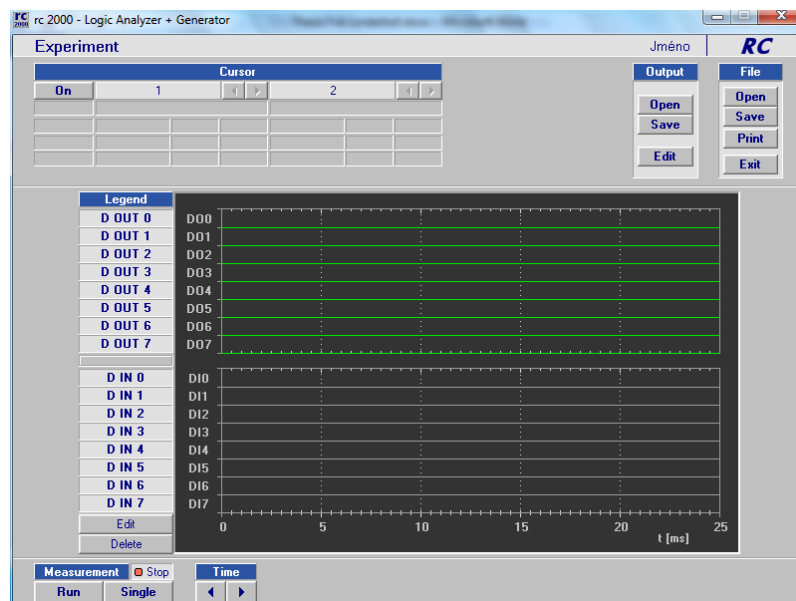 rc 2000 - Logic Analyzer + Generator
Experiment Jméno RC
Cursor Output File
On 1 2
Open Open
Save Save
Print
Edit
Exit
Legend
D OUT 0 DO0
D OUT 1 DO1
D OUT 2 DO2
D OUT 3 DO3
D OUT 4 DO4
D OUT 5 DO5
D OUT 6 DO6
D OUT 7 DO7
D IN 0 DI0
D IN 1 DI1
D IN 2 DI2
D IN 3 DI3
D IN 4 DI4
D IN 5 DI5
D IN 6 DI6
D IN 7 DI7
Edit 0 5 10 15 20 25
Delete t [ms]
Measurement Stop Time
Run Single